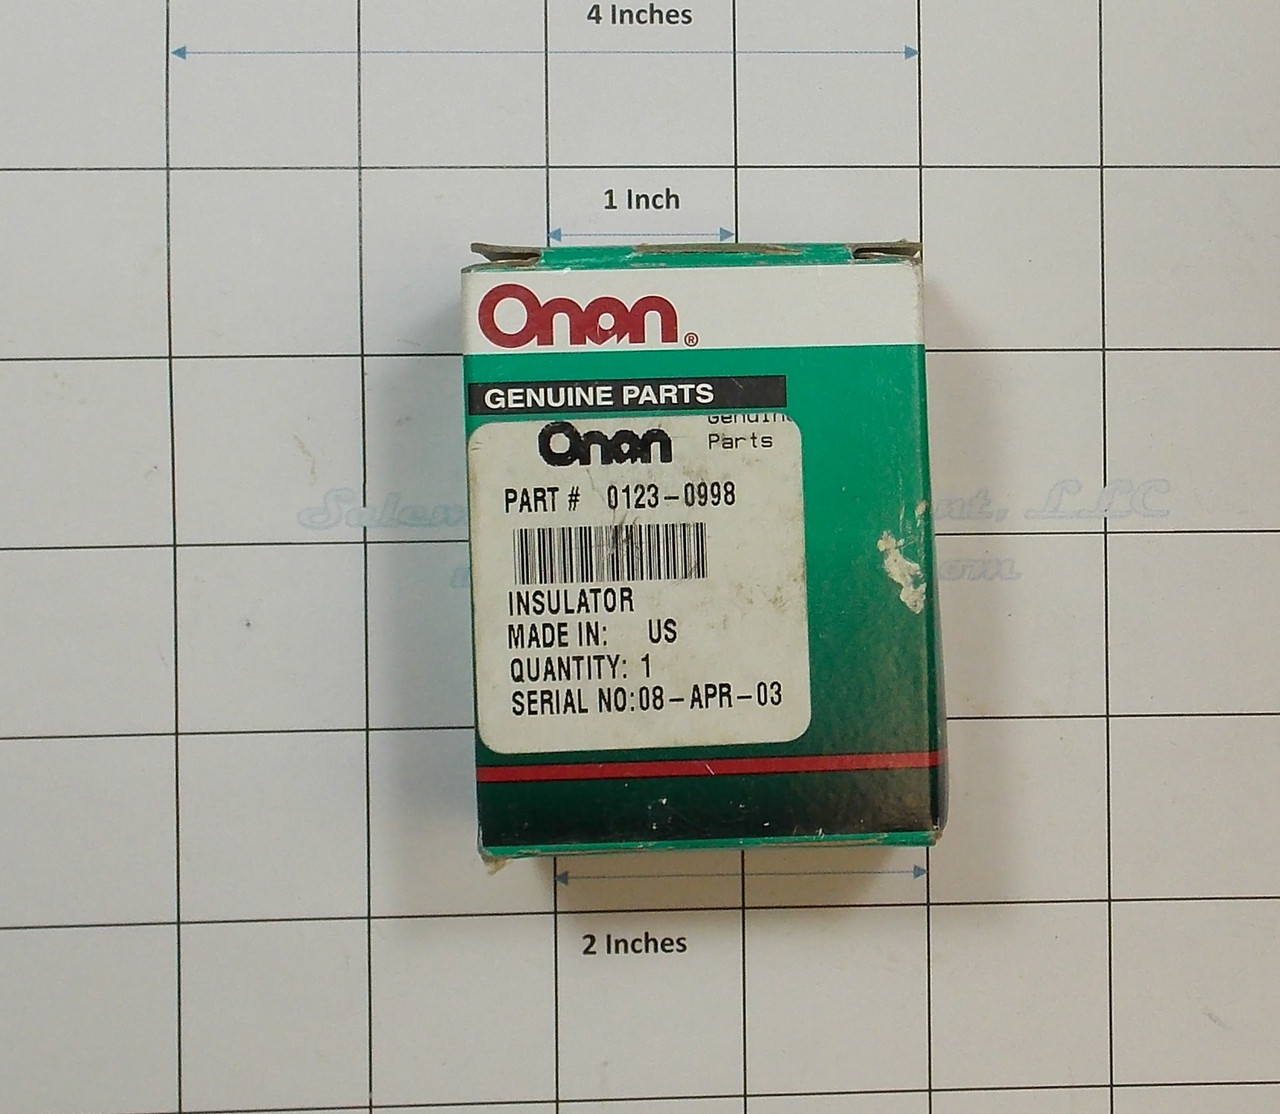 4 Inches
1 Inch
Onan®
GENUINE PARTS
Genuine
Onan Parts
PART # 0123-0998
INSULATOR
MADE IN: US
QUANTITY: 1
SERIAL NO:08-APR-03
LLC
2 Inches